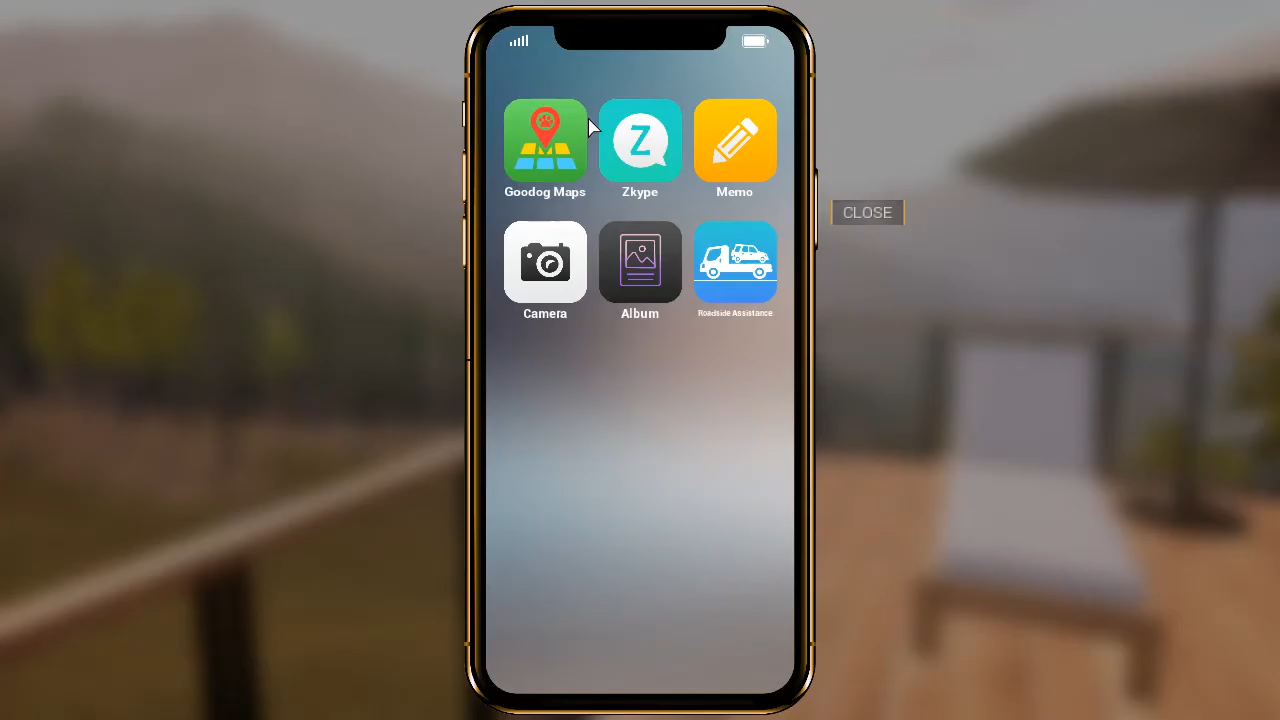 Z
Goodog Maps
Zkype
Memo
CLOSE
Camera
Album
Roadside Assistance